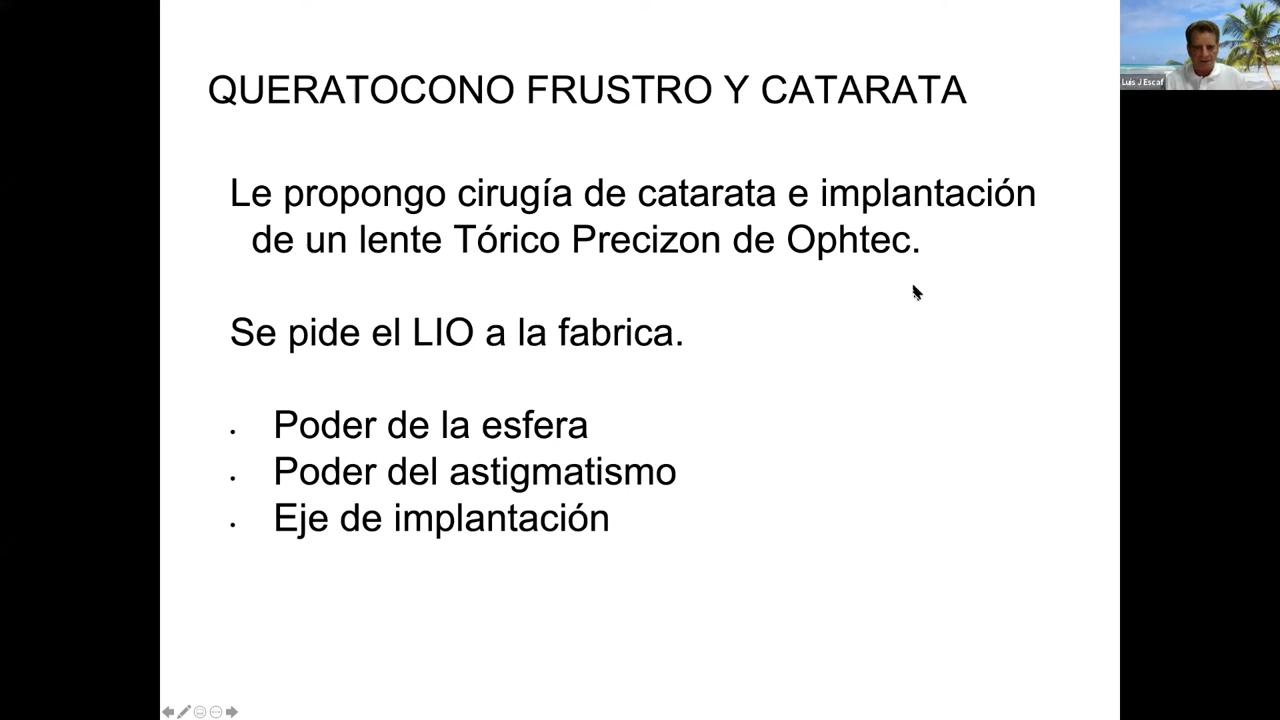 QUERATOCONO FRUSTRO Y CATARATA
Luis J Escaf
Le propongo cirugía de catarata e implantación
de un lente Tórico Precizon de Ophtec.
Se pide el LIO a la fabrica.
• Poder de la esfera
• Poder del astigmatismo
• Eje de implantación